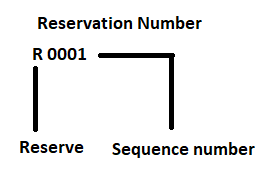 Reservation Number
R 0001
Reserve
Sequence number